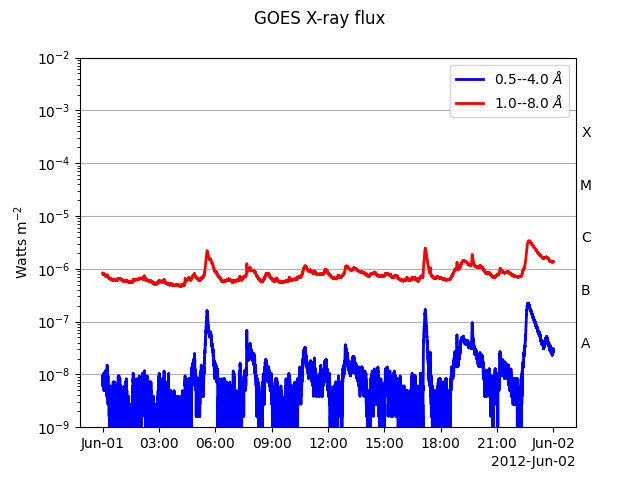 GOES X-ray flux
10⁻²
10⁻³
10⁻⁴
10⁻⁵
10⁻⁶
10⁻⁷
10⁻⁸
10⁻⁹
Watts m⁻²
0.5--4.0 Å
1.0--8.0 Å
X
M
C
B
A
Jun-01 03:00 06:00 09:00 12:00 15:00 18:00 21:00 Jun-02
2012-Jun-02